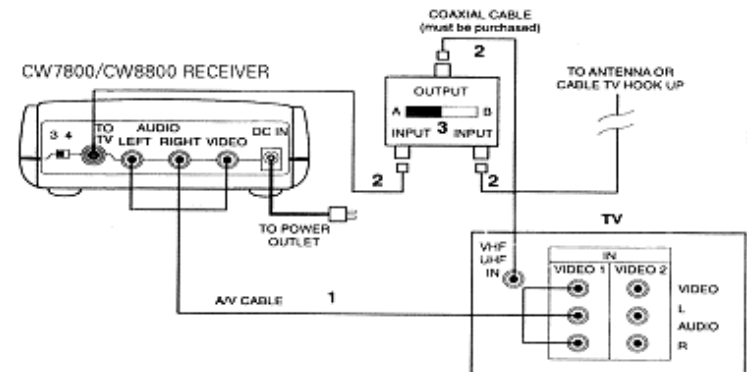 COAXIAL CABLE
(must be purchased)
2
CW7800/CW8800 RECEIVER
TO ANTENNA OR
CABLE TV HOOK UP
OUTPUT
A B
INPUT 3 INPUT
3 4
TO
TV
AUDIO
LEFT RIGHT VIDEO
DC IN
2
2
TO POWER
OUTLET
TV
VHF
UHF
IN
IN
VIDEO 1 VIDEO 2
VIDEO
L
AUDIO
R
A/V CABLE
1